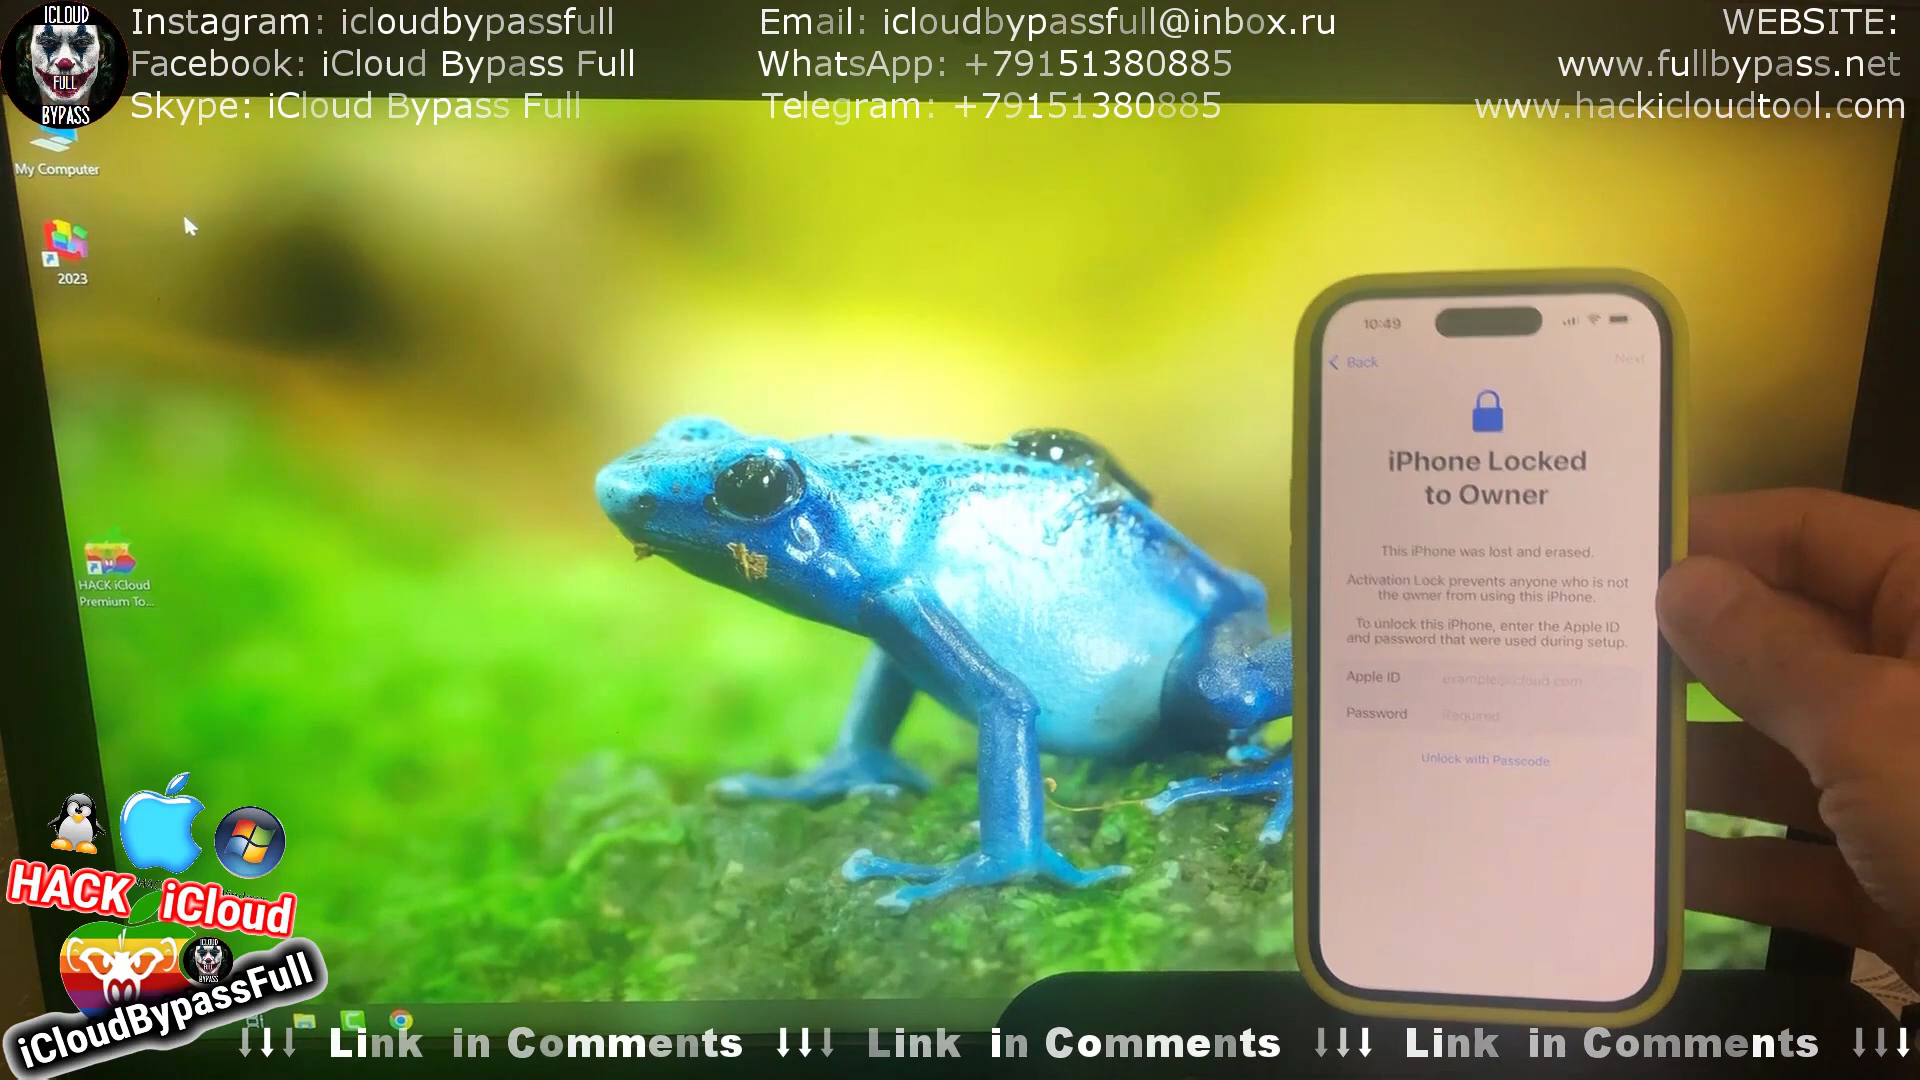 ICLOUD
FULL
BYPASS
Instagram: icloudbypassfull
Facebook: iCloud Bypass Full
Skype: iCloud Bypass Full
Email: icloudbypassfull@inbox.ru
WhatsApp: +79151380885
Telegram: +79151380885
WEBSITE:
www.fullbypass.net
www.hackicloudtool.com
My Computer
2023
HACK iCloud
Premium To...
10:49
Back
Next
iPhone Locked
to Owner
This iPhone was lost and erased.
Activation Lock prevents anyone who is not
the owner from using this iPhone.
To unlock this iPhone, enter the Apple ID
and password that were used during setup.
Apple ID example@icloud.com
Password Required
Unlock with Passcode
HACK iCloud
ICLOUD
FULL
BYPASS
iCloudBypassFull
↓↓↓ Link in Comments ↓↓↓ Link in Comments ↓↓↓ Link in Comments ↓↓↓